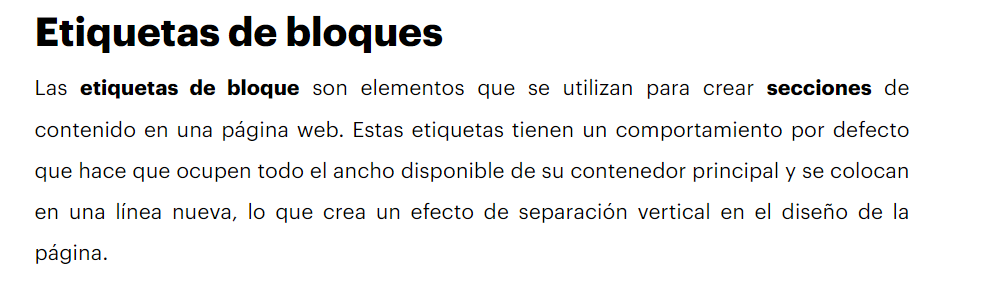 Etiquetas de bloques
Las etiquetas de bloque son elementos que se utilizan para crear secciones de
contenido en una página web. Estas etiquetas tienen un comportamiento por defecto
que hace que ocupen todo el ancho disponible de su contenedor principal y se colocan
en una línea nueva, lo que crea un efecto de separación vertical en el diseño de la
página.